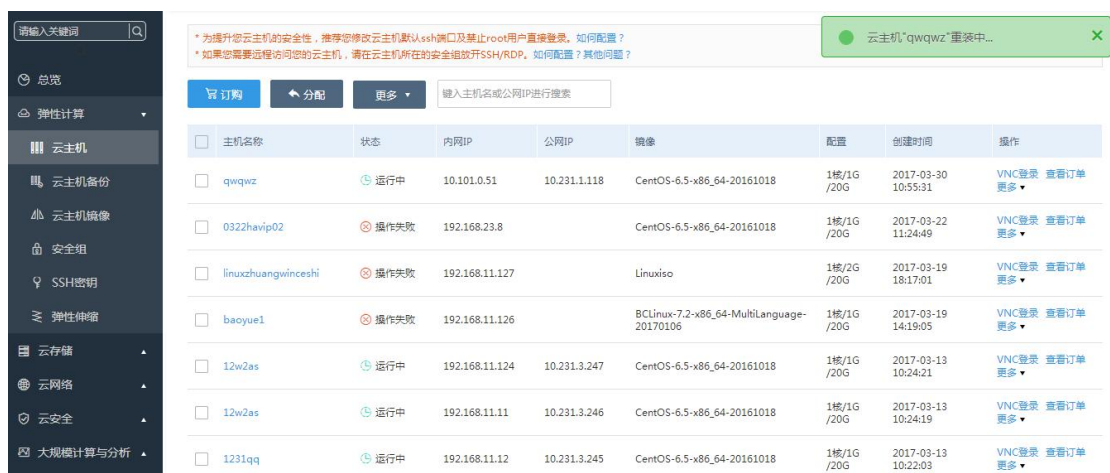 请输入关键词
总览
弹性计算
云主机
云主机备份
云主机镜像
安全组
SSH密钥
弹性伸缩
云存储
云网络
云安全
大规模计算与分析
* 为提升您云主机的安全性，推荐您修改云主机默认ssh端口及禁止root用户直接登录。如何配置？
* 如果您需要远程访问您的云主机，请在云主机所在的安全组放开SSH/RDP。如何配置？其他问题？
云主机"qwqwz"重装中...
订购 分配 更多 键入主机名或公网IP进行搜索
主机名称 状态 内网IP 公网IP 镜像 配置 创建时间 操作
qwqwz 运行中 10.101.0.51 10.231.1.118 CentOS-6.5-x86_64-20161018 1核/1G 2017-03-30 VNC登录 查看订单
/20G 10:55:31 更多
0322havip02 操作失败 192.168.23.8 CentOS-6.5-x86_64-20161018 1核/1G 2017-03-22 VNC登录 查看订单
/20G 11:24:49 更多
linuxzhuangwinceshi 操作失败 192.168.11.127 Linuxiso 1核/2G 2017-03-19 VNC登录 查看订单
/20G 18:17:01 更多
baoyue1 操作失败 192.168.11.126 BCLinux-7.2-x86_64-MultiLanguage- 1核/1G 2017-03-19 VNC登录 查看订单
20170106 /20G 14:19:05 更多
12w2as 运行中 192.168.11.124 10.231.3.247 CentOS-6.5-x86_64-20161018 1核/1G 2017-03-13 VNC登录 查看订单
/20G 10:24:21 更多
12w2as 运行中 192.168.11.11 10.231.3.246 CentOS-6.5-x86_64-20161018 1核/1G 2017-03-13 VNC登录 查看订单
/20G 10:24:19 更多
1231qq 运行中 192.168.11.12 10.231.3.245 CentOS-6.5-x86_64-20161018 1核/1G 2017-03-13 VNC登录 查看订单
/20G 10:22:03 更多